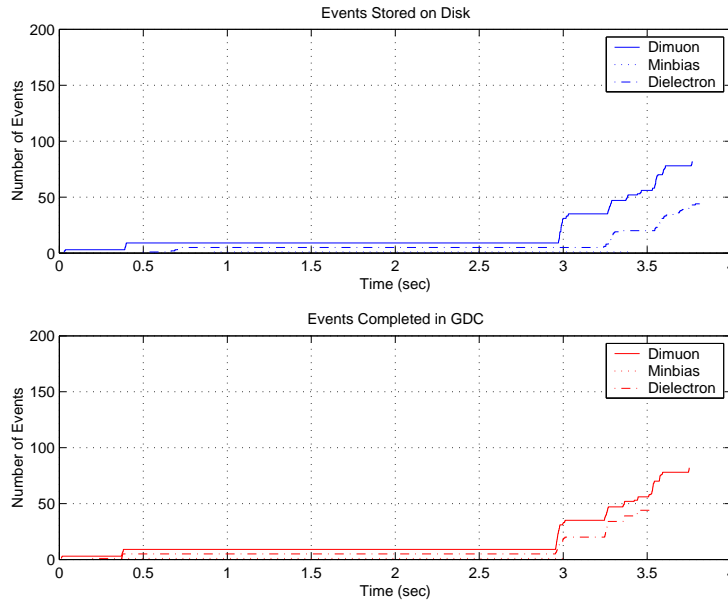 Events Stored on Disk
200
150
100
50
0
Number of Events
Dimuon
Minbias
Dielectron
0 0.5 1 1.5 2 2.5 3 3.5 4
Time (sec)
Events Completed in GDC
200
150
100
50
0
Number of Events
Dimuon
Minbias
Dielectron
0 0.5 1 1.5 2 2.5 3 3.5 4
Time (sec)